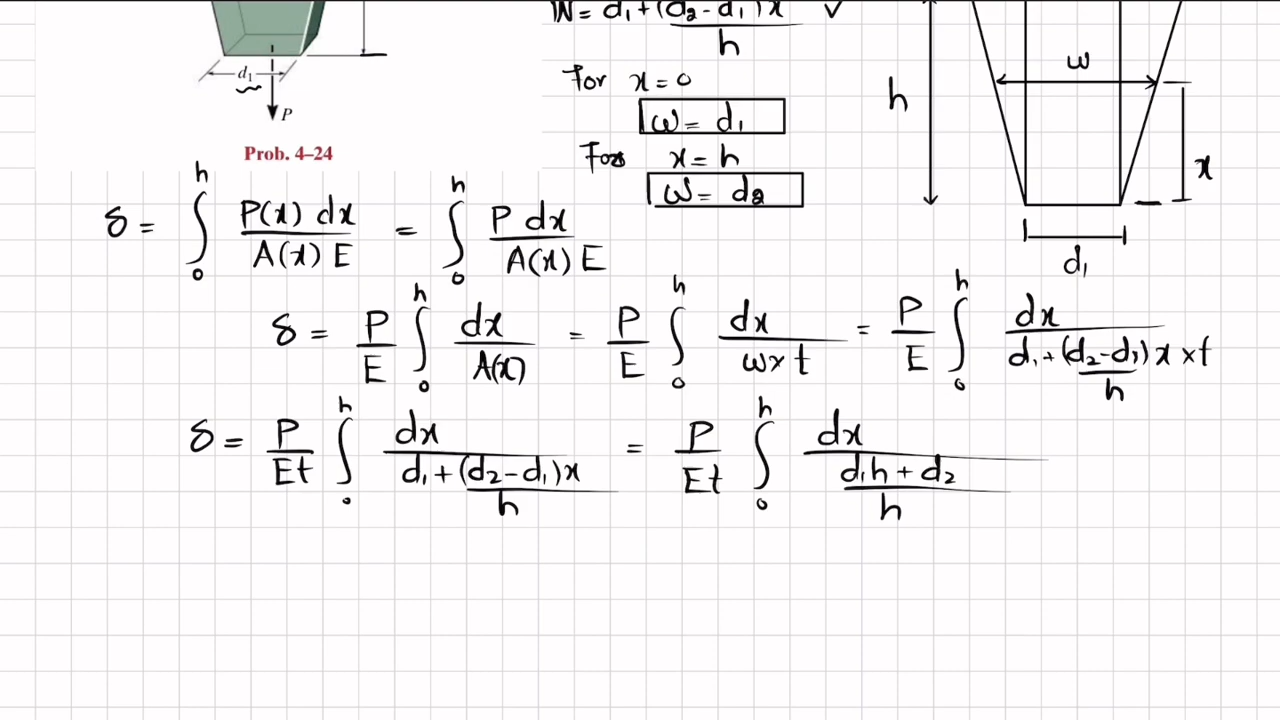 W = d₁ + (d₂ - d₁)x / h
For x = 0
w = d₁
For x = h
w = d₂
d₁
P
Prob. 4–24
h
w
x
d₁
δ = ∫₀ʰ P(x) dx / A(x) E = ∫₀ʰ P dx / A(x) E
δ = P/E ∫₀ʰ dx / A(x) = P/E ∫₀ʰ dx / w × t = P/E ∫₀ʰ dx / d₁ + (d₂ - d₁)x / h × t
δ = P/Et ∫₀ʰ dx / d₁ + (d₂ - d₁)x / h = P/Et ∫₀ʰ dx / d₁h + d₂ / h